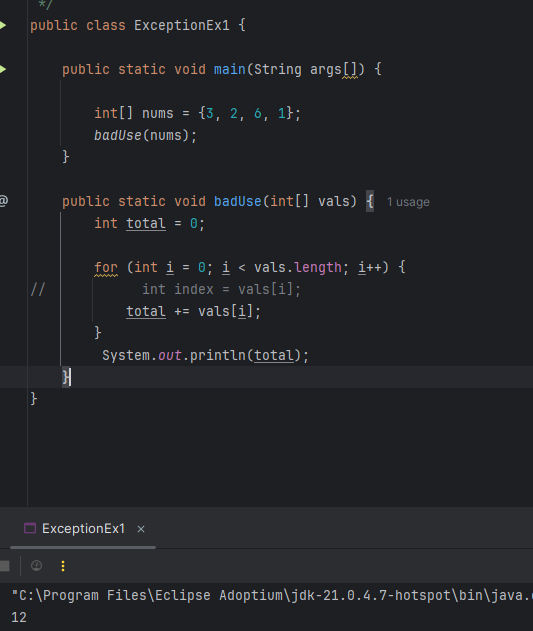 */
public class ExceptionEx1 {
public static void main(String args[]) {
int[] nums = {3, 2, 6, 1};
badUse(nums);
}
@
public static void badUse(int[] vals) { 1 usage
int total = 0;
for (int i = 0; i < vals.length; i++) {
// int index = vals[i];
total += vals[i];
}
System.out.println(total);
}
}
ExceptionEx1 ×
"C:\Program Files\Eclipse Adoptium\jdk-21.0.4.7-hotspot\bin\java.
12